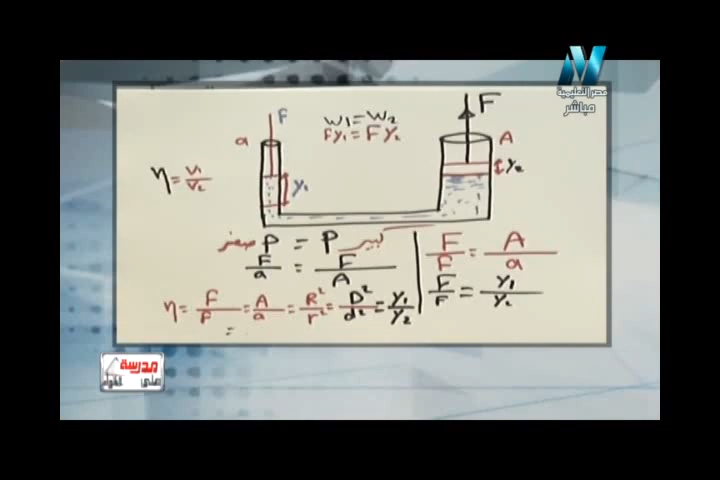 مصر التعليمية
مباشر
F
F
a
W1 = W2
A
Fy1 = F y2
y2
η = V1/V2
y1
صغير P = P كبير
F/F = A/a
F/a = F/A
F/F = y1/y2
η = F/F = A/a = R²/r² = D²/d² = y1/y2
=
مدرسة
على الهواء